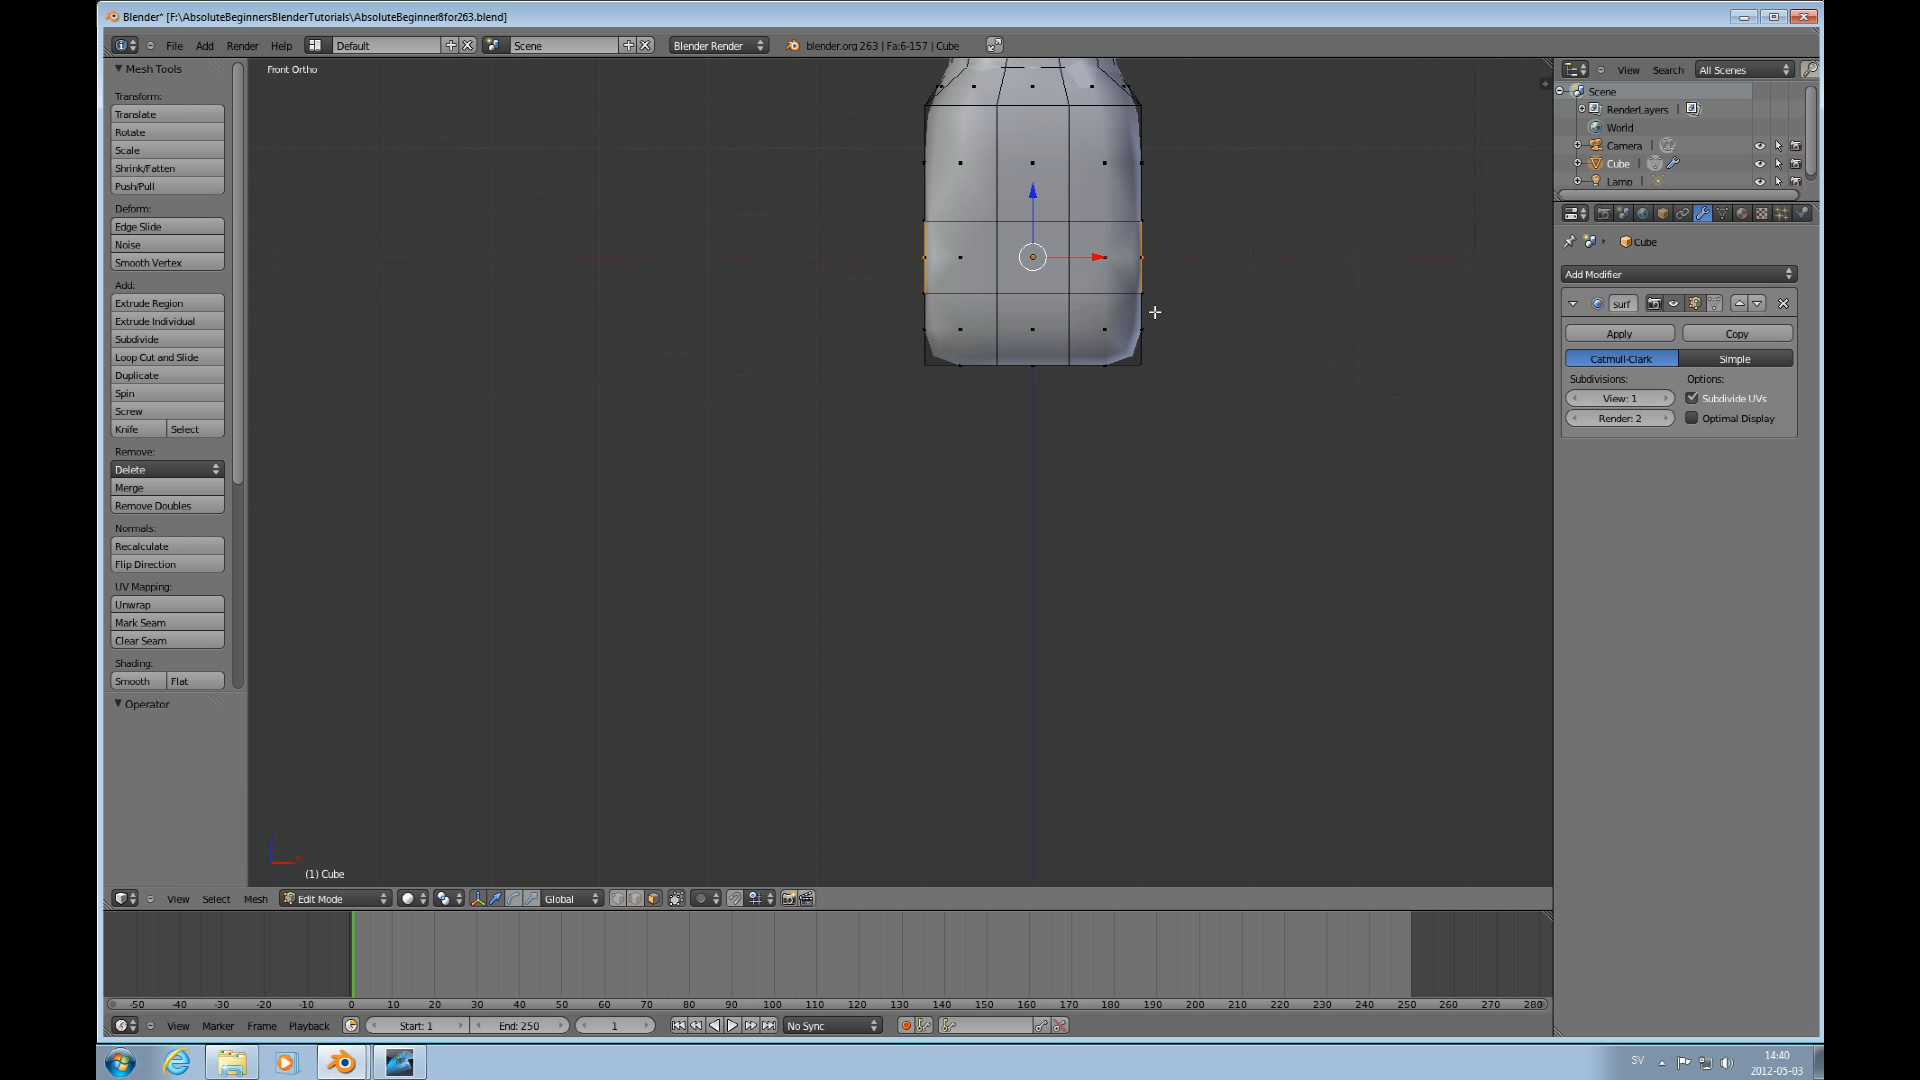 Blender* [F:\AbsoluteBeginnersBlenderTutorials\AbsoluteBeginner8for263.blend]
File Add Render Help Default Scene Blender Render blender.org 263 | Fa:6-157 | Cube
Mesh Tools
Transform:
Translate
Rotate
Scale
Shrink/Fatten
Push/Pull
Deform:
Edge Slide
Noise
Smooth Vertex
Add:
Extrude Region
Extrude Individual
Subdivide
Loop Cut and Slide
Duplicate
Spin
Screw
Knife Select
Remove:
Delete
Merge
Remove Doubles
Normals:
Recalculate
Flip Direction
UV Mapping:
Unwrap
Mark Seam
Clear Seam
Shading:
Smooth Flat
Operator
Front Ortho
(1) Cube
View Select Mesh Edit Mode Global
View Search All Scenes
Scene
RenderLayers
World
Camera
Cube
Lamp
Cube
Add Modifier
surf
Apply Copy
Catmull-Clark Simple
Subdivisions: Options:
View: 1 Subdivide UVs
Render: 2 Optimal Display
-50 -40 -30 -20 -10 0 10 20 30 40 50 60 70 80 90 100 110 120 130 140 150 160 170 180 190 200 210 220 230 240 250 260 270 280
View Marker Frame Playback Start: 1 End: 250 1 No Sync
SV 14:40
2012-05-03